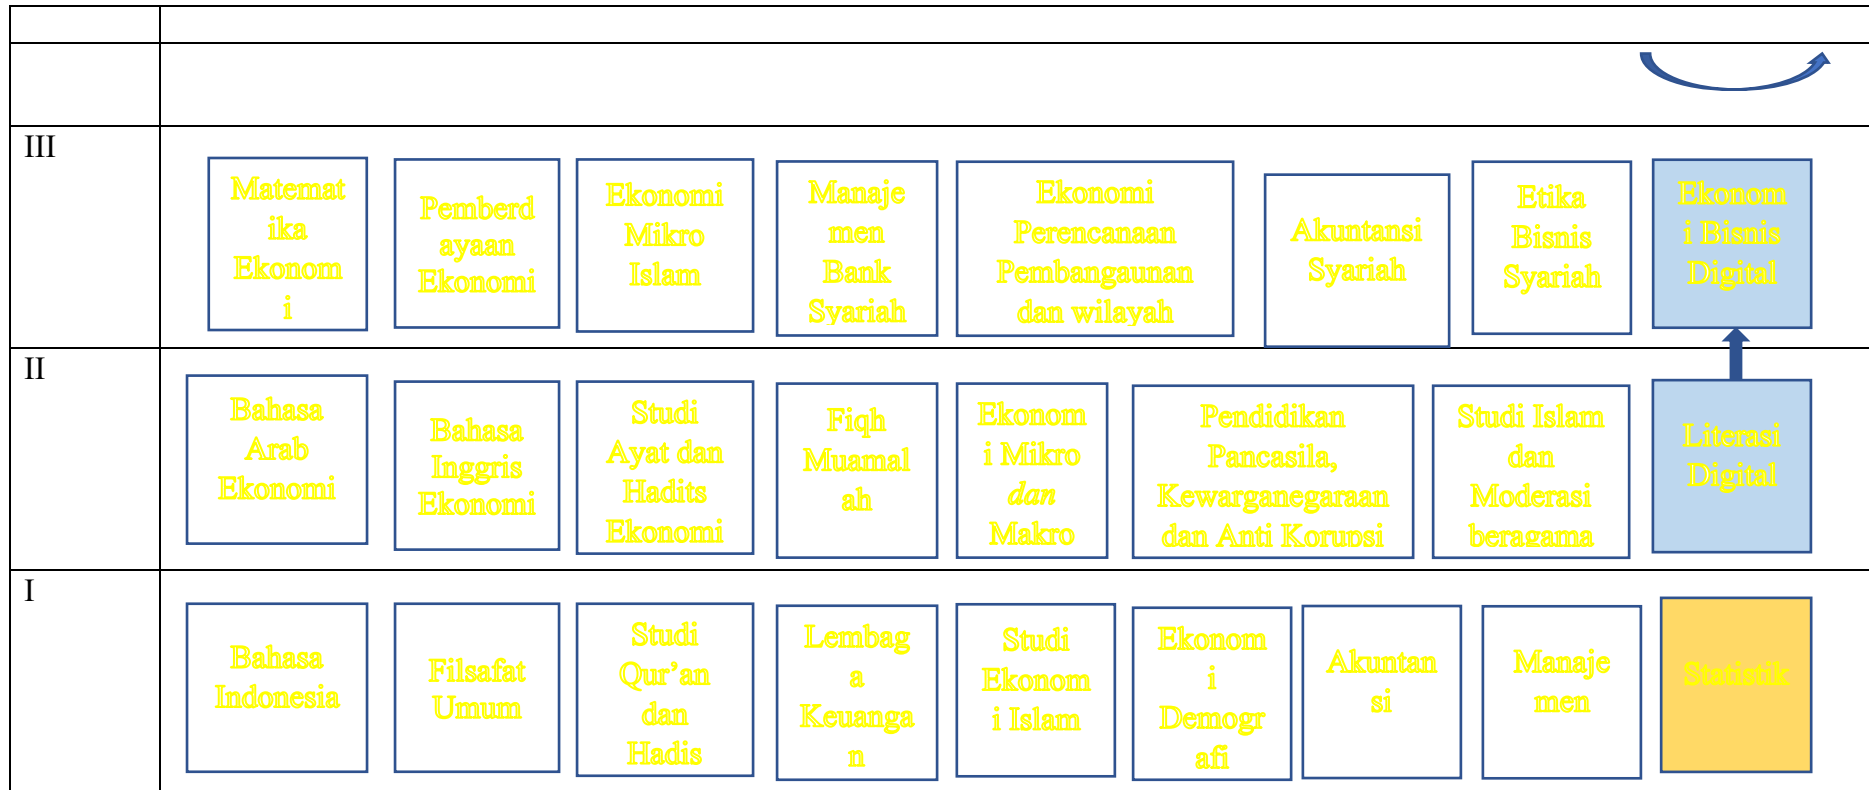 III
Matemat
ika
Ekonom
i
Pemberd
ayaan
Ekonomi
Ekonomi
Mikro
Islam
Manaje
men
Bank
Syariah
Ekonomi
Perencanaan
Pembangaunan
dan wilayah
Akuntansi
Syariah
Etika
Bisnis
Syariah
Ekonom
i Bisnis
Digital
II
Bahasa
Arab
Ekonomi
Bahasa
Inggris
Ekonomi
Studi
Ayat dan
Hadits
Ekonomi
Fiqh
Muamal
ah
Ekonom
i Mikro
dan
Makro
Pendidikan
Pancasila,
Kewarganegaraan
dan Anti Korupsi
Studi Islam
dan
Moderasi
beragama
Literasi
Digital
I
Bahasa
Indonesia
Filsafat
Umum
Studi
Qur’an
dan
Hadis
Lembag
a
Keuanga
n
Studi
Ekonom
i Islam
Ekonom
i
Demogr
afi
Akuntan
si
Manaje
men
Statistik